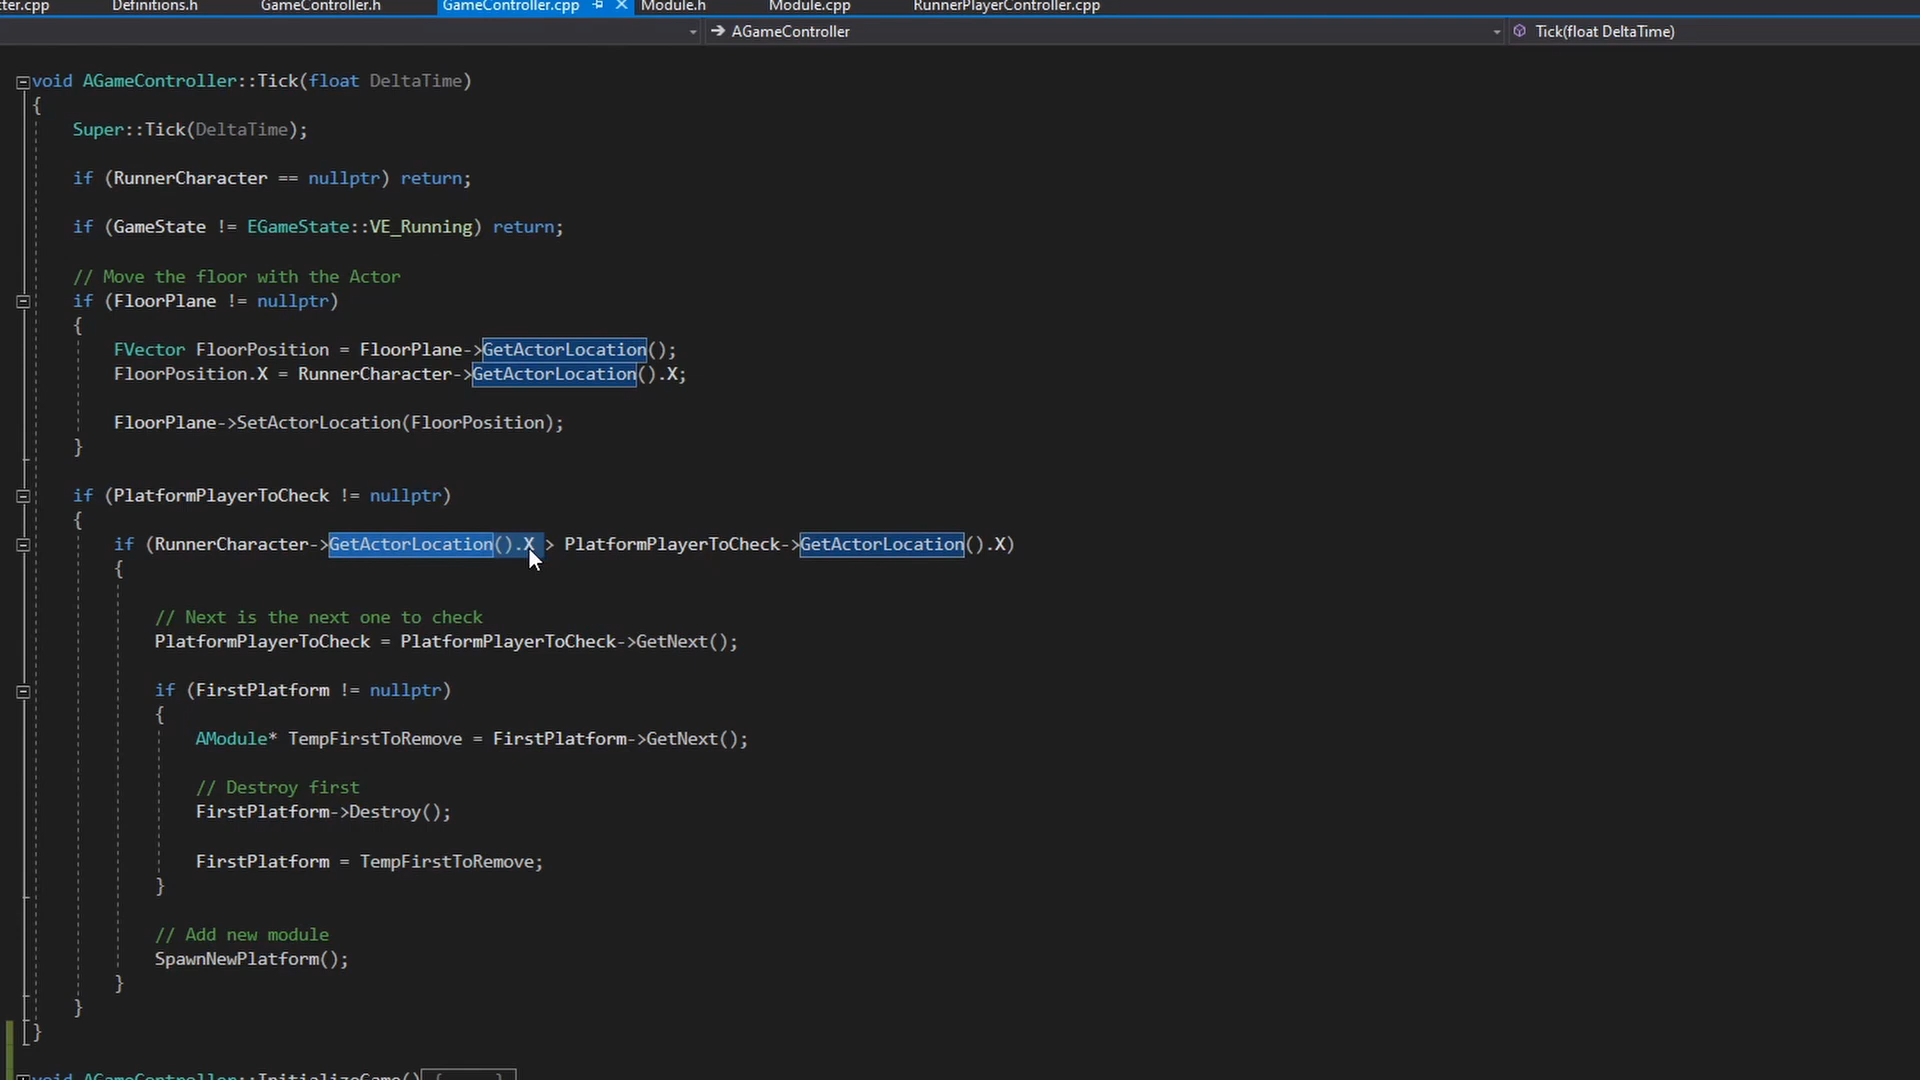 ter.cpp Definitions.h GameController.h GameController.cpp Module.h Module.cpp RunnerPlayerController.cpp
AGameController Tick(float DeltaTime)
void AGameController::Tick(float DeltaTime)
{
Super::Tick(DeltaTime);
if (RunnerCharacter == nullptr) return;
if (GameState != EGameState::VE_Running) return;
// Move the floor with the Actor
if (FloorPlane != nullptr)
{
FVector FloorPosition = FloorPlane->GetActorLocation();
FloorPosition.X = RunnerCharacter->GetActorLocation().X;
FloorPlane->SetActorLocation(FloorPosition);
}
if (PlatformPlayerToCheck != nullptr)
{
if (RunnerCharacter->GetActorLocation().X > PlatformPlayerToCheck->GetActorLocation().X)
{
// Next is the next one to check
PlatformPlayerToCheck = PlatformPlayerToCheck->GetNext();
if (FirstPlatform != nullptr)
{
AModule* TempFirstToRemove = FirstPlatform->GetNext();
// Destroy first
FirstPlatform->Destroy();
FirstPlatform = TempFirstToRemove;
}
// Add new module
SpawnNewPlatform();
}
}
}
void AGameController::InitializeGame() { ... }